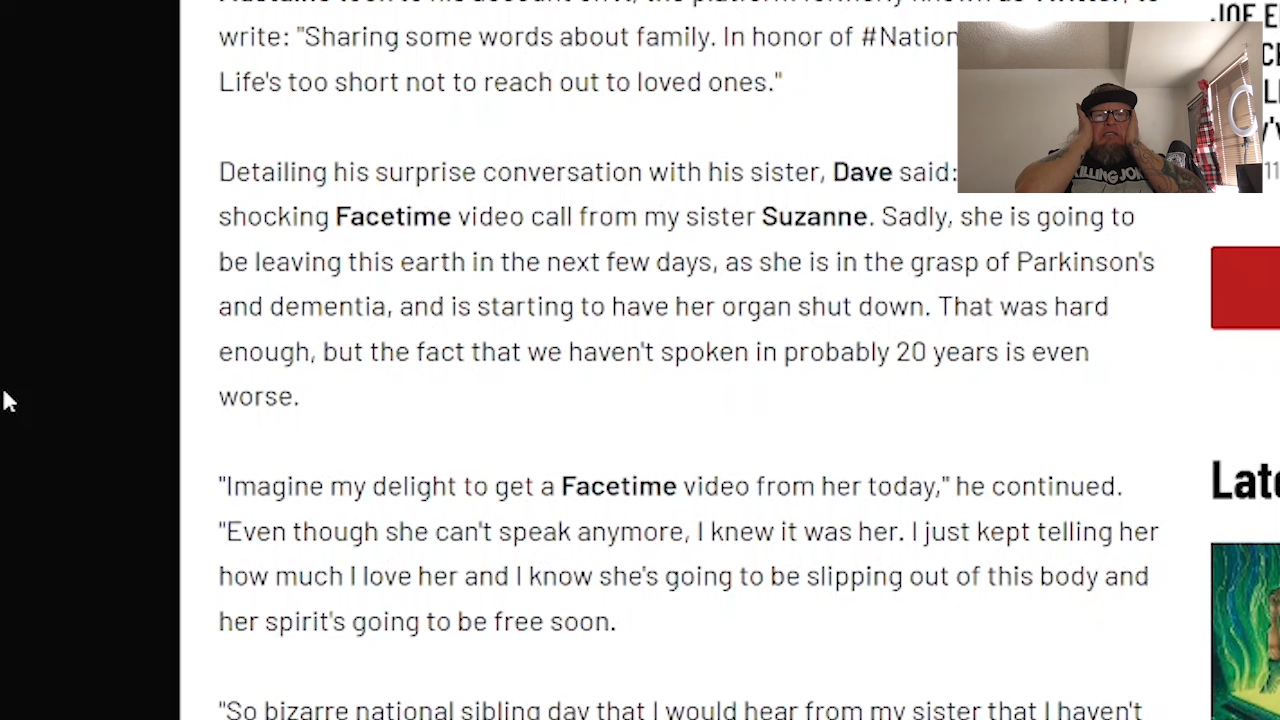 write: "Sharing some words about family. In honor of #Nation
Life's too short not to reach out to loved ones."
Detailing his surprise conversation with his sister, Dave said:
shocking Facetime video call from my sister Suzanne. Sadly, she is going to
be leaving this earth in the next few days, as she is in the grasp of Parkinson's
and dementia, and is starting to have her organ shut down. That was hard
enough, but the fact that we haven't spoken in probably 20 years is even
worse.
"Imagine my delight to get a Facetime video from her today," he continued.
"Even though she can't speak anymore, I knew it was her. I just kept telling her
how much I love her and I know she's going to be slipping out of this body and
her spirit's going to be free soon.
"So bizarre national sibling day that I would hear from my sister that I haven't
JOE E
11
Late
KILLING JOKE